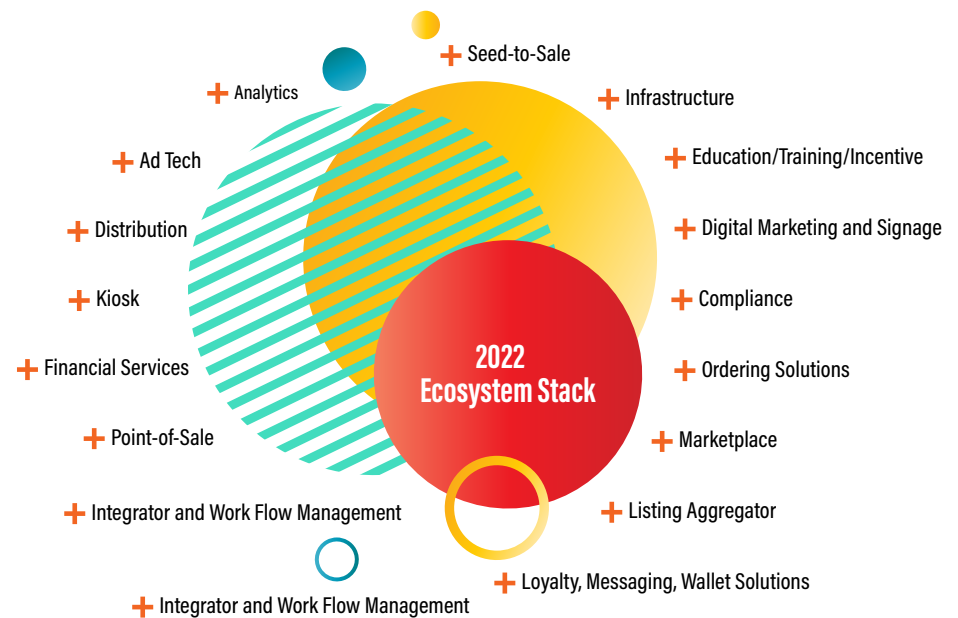 Seed-to-Sale
Analytics
Infrastructure
Ad Tech
Education/Training/Incentive
Distribution
Digital Marketing and Signage
Kiosk
Compliance
2022
Ecosystem Stack
Financial Services
Ordering Solutions
Point-of-Sale
Marketplace
Integrator and Work Flow Management
Listing Aggregator
Loyalty, Messaging, Wallet Solutions
Integrator and Work Flow Management